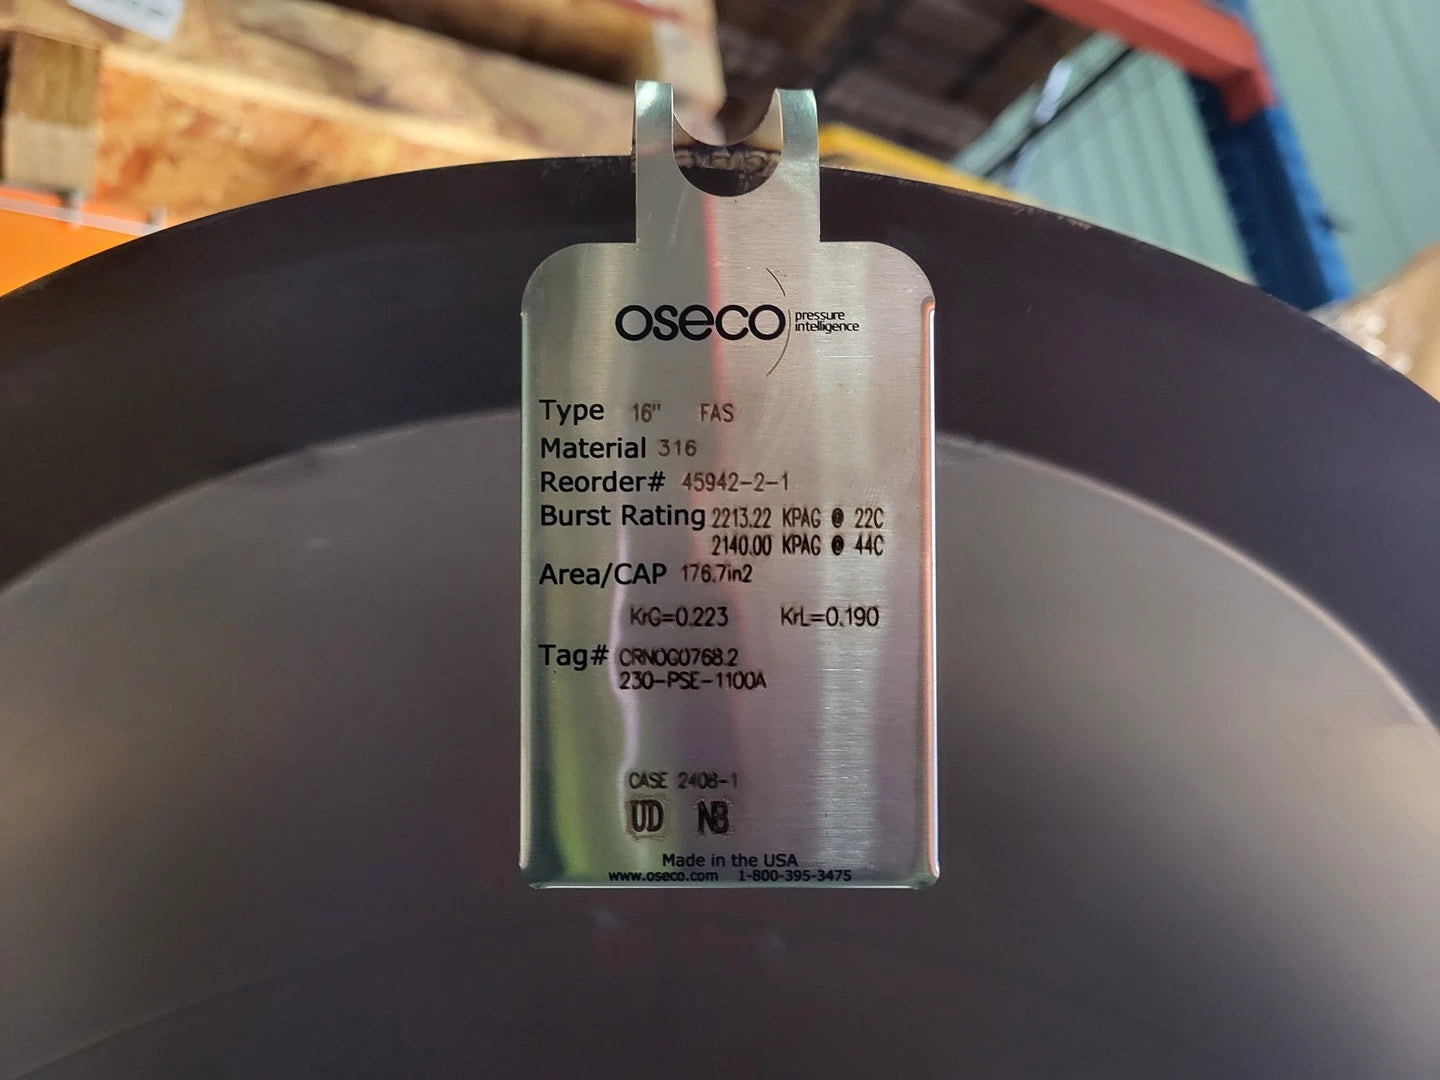 oseco pressure intelligence
Type 16" FAS
Material 316
Reorder# 45942-2-1
Burst Rating 2213.22 KPAG @ 22C
2140.00 KPAG @ 44C
Area/CAP 176.7in2
KrG=0.223 KrL=0.190
Tag# CRN0G0768.2
230-PSE-1100A
CASE 2408-1
UD NB
Made in the USA
www.oseco.com 1-800-395-3475